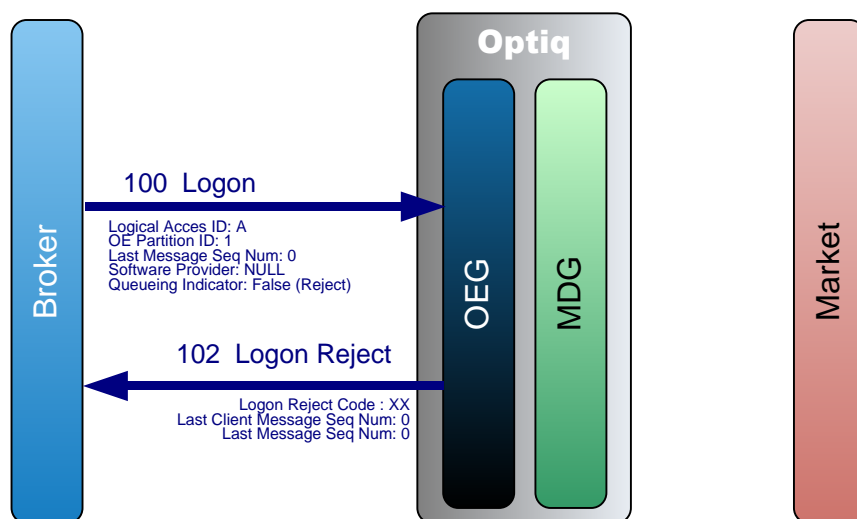 Optiq
Broker
100 Logon
Logical Acces ID: A
OE Partition ID: 1
Last Message Seq Num: 0
Software Provider: NULL
Queueing Indicator: False (Reject)
OEG
MDG
Market
102 Logon Reject
Logon Reject Code : XX
Last Client Message Seq Num: 0
Last Message Seq Num: 0